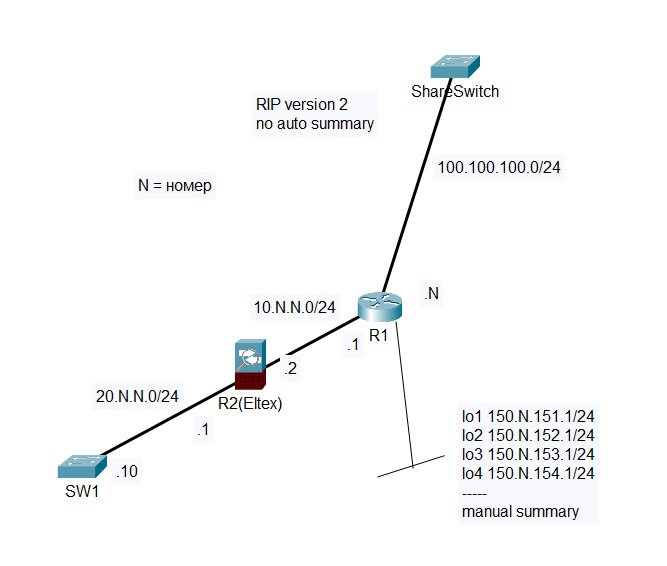 ShareSwitch
RIP version 2
no auto summary
100.100.100.0/24
N = номер
.N
10.N.N.0/24
R1
.1
.2
20.N.N.0/24
R2(Eltex)
.1
.10
SW1
lo1 150.N.151.1/24
lo2 150.N.152.1/24
lo3 150.N.153.1/24
lo4 150.N.154.1/24
-----
manual summary